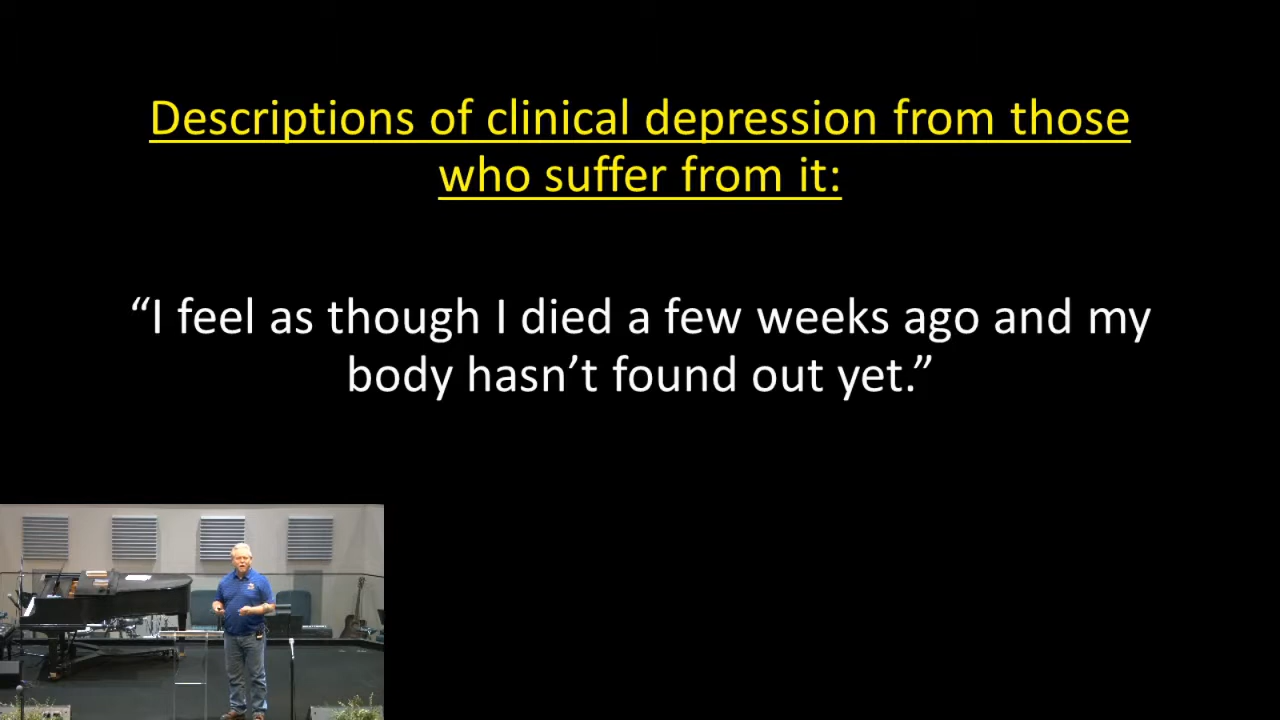 Descriptions of clinical depression from those
who suffer from it:
“I feel as though I died a few weeks ago and my
body hasn’t found out yet.”